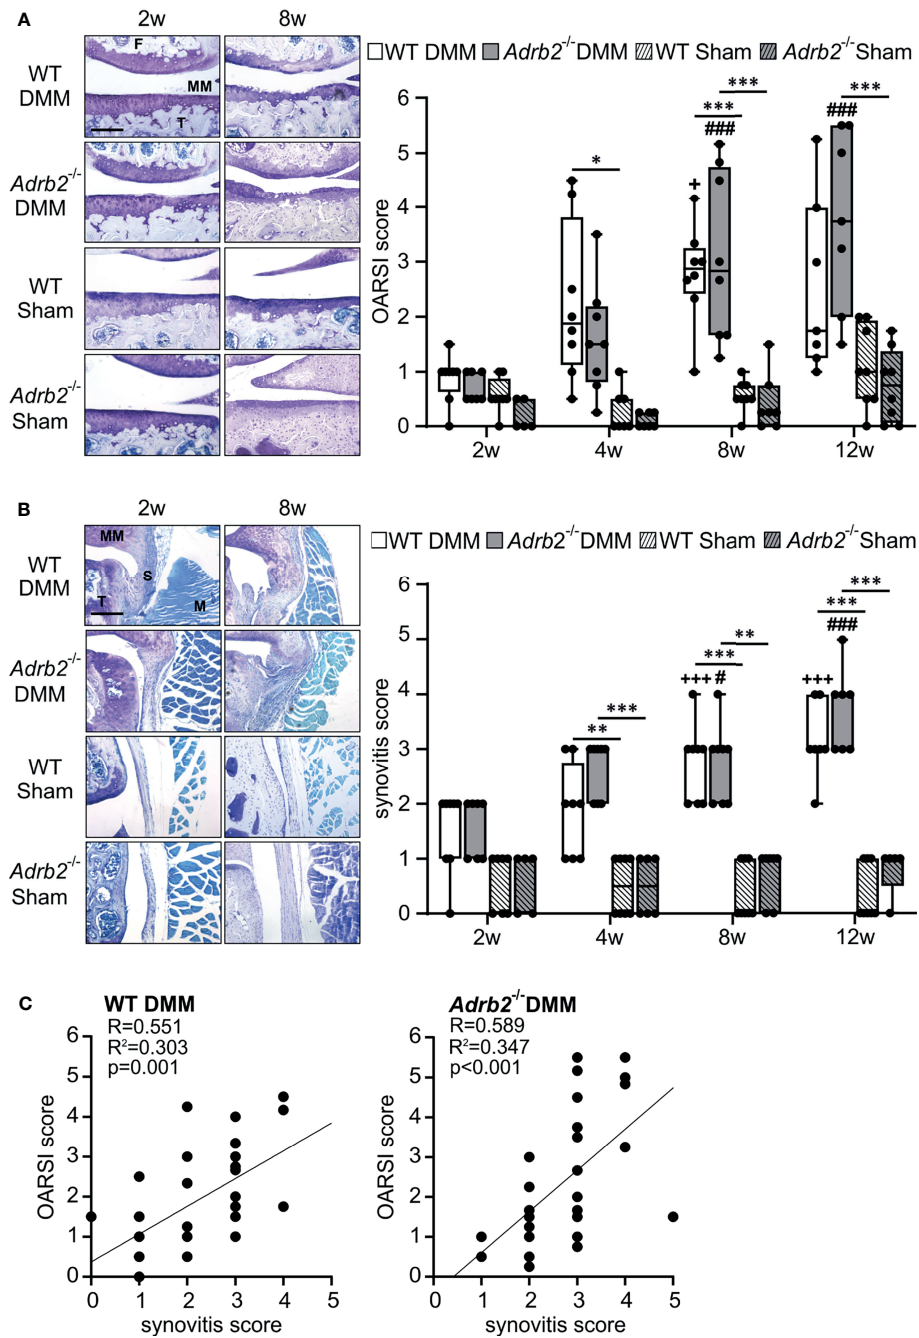 A
2w 8w
WT
DMM
F
MM
T
Adrb2-/-
DMM
WT
Sham
Adrb2-/-
Sham
WT DMM Adrb2-/-DMM WT Sham Adrb2-/-Sham
OARSI score
6
5
4
3
2
1
0
*
+
***
###
***
###
***
2w 4w 8w 12w
B
2w 8w
WT
DMM
MM
S
T
M
Adrb2-/-
DMM
WT
Sham
Adrb2-/-
Sham
WT DMM Adrb2-/-DMM WT Sham Adrb2-/-Sham
synovitis score
6
5
4
3
2
1
0
**
***
+++
#
***
**
+++
###
***
***
2w 4w 8w 12w
C
WT DMM
R=0.551
R²=0.303
p=0.001
OARSI score
6
5
4
3
2
1
0
0 1 2 3 4 5
synovitis score
Adrb2-/-DMM
R=0.589
R²=0.347
p<0.001
OARSI score
6
5
4
3
2
1
0
0 1 2 3 4 5
synovitis score